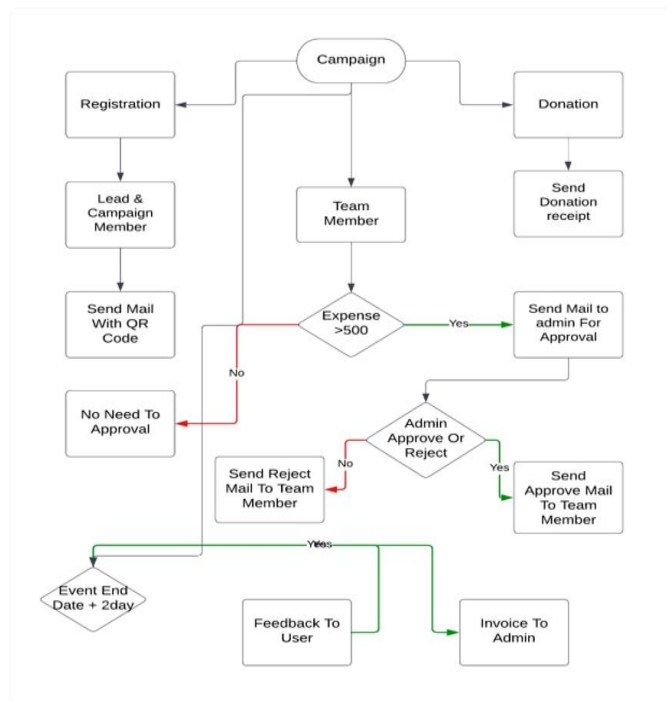 Campaign
Registration
Donation
Lead &
Campaign
Member
Team
Member
Send
Donation
receipt
Send Mail
With QR
Code
Expense
>500
Yes
Send Mail to
admin For
Approval
No
No Need To
Approval
Admin
Approve Or
Reject
No
Yes
Send Reject
Mail To Team
Member
Send
Approve Mail
To Team
Member
Yes
Event End
Date + 2day
Feedback To
User
Invoice To
Admin